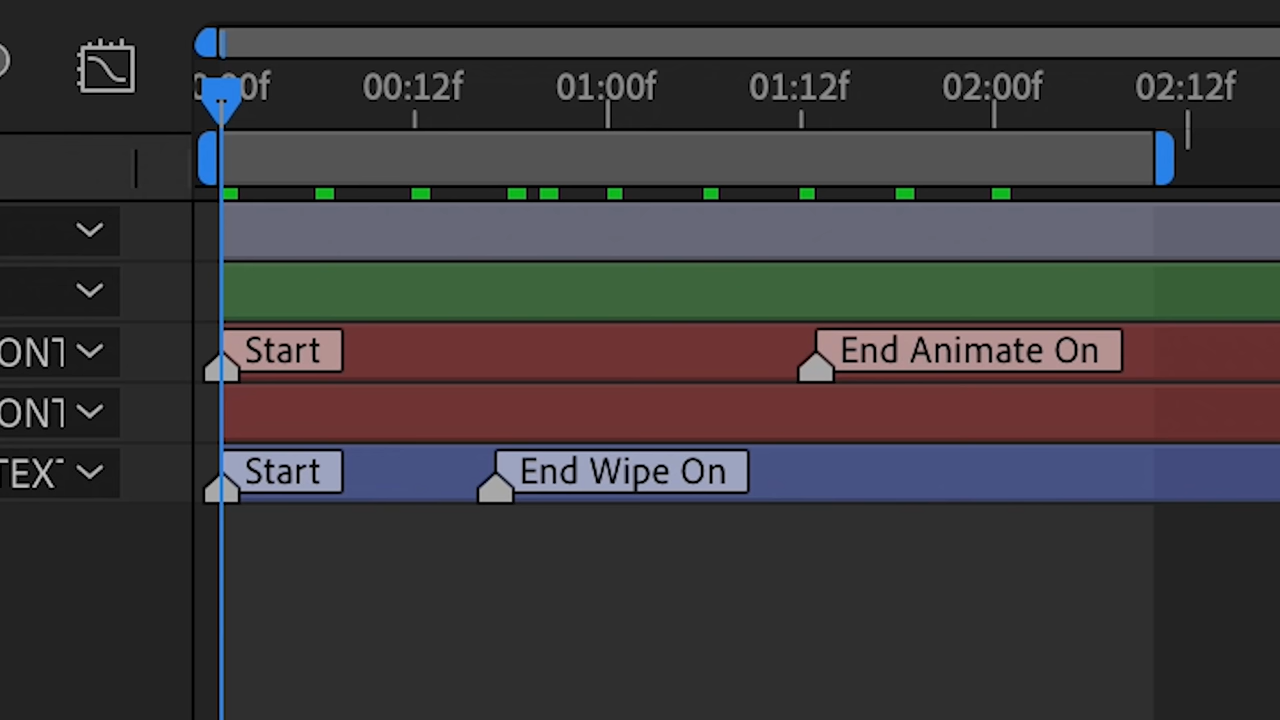 00:12f 01:00f 01:12f 02:00f 02:12f
Start End Animate On
Start End Wipe On